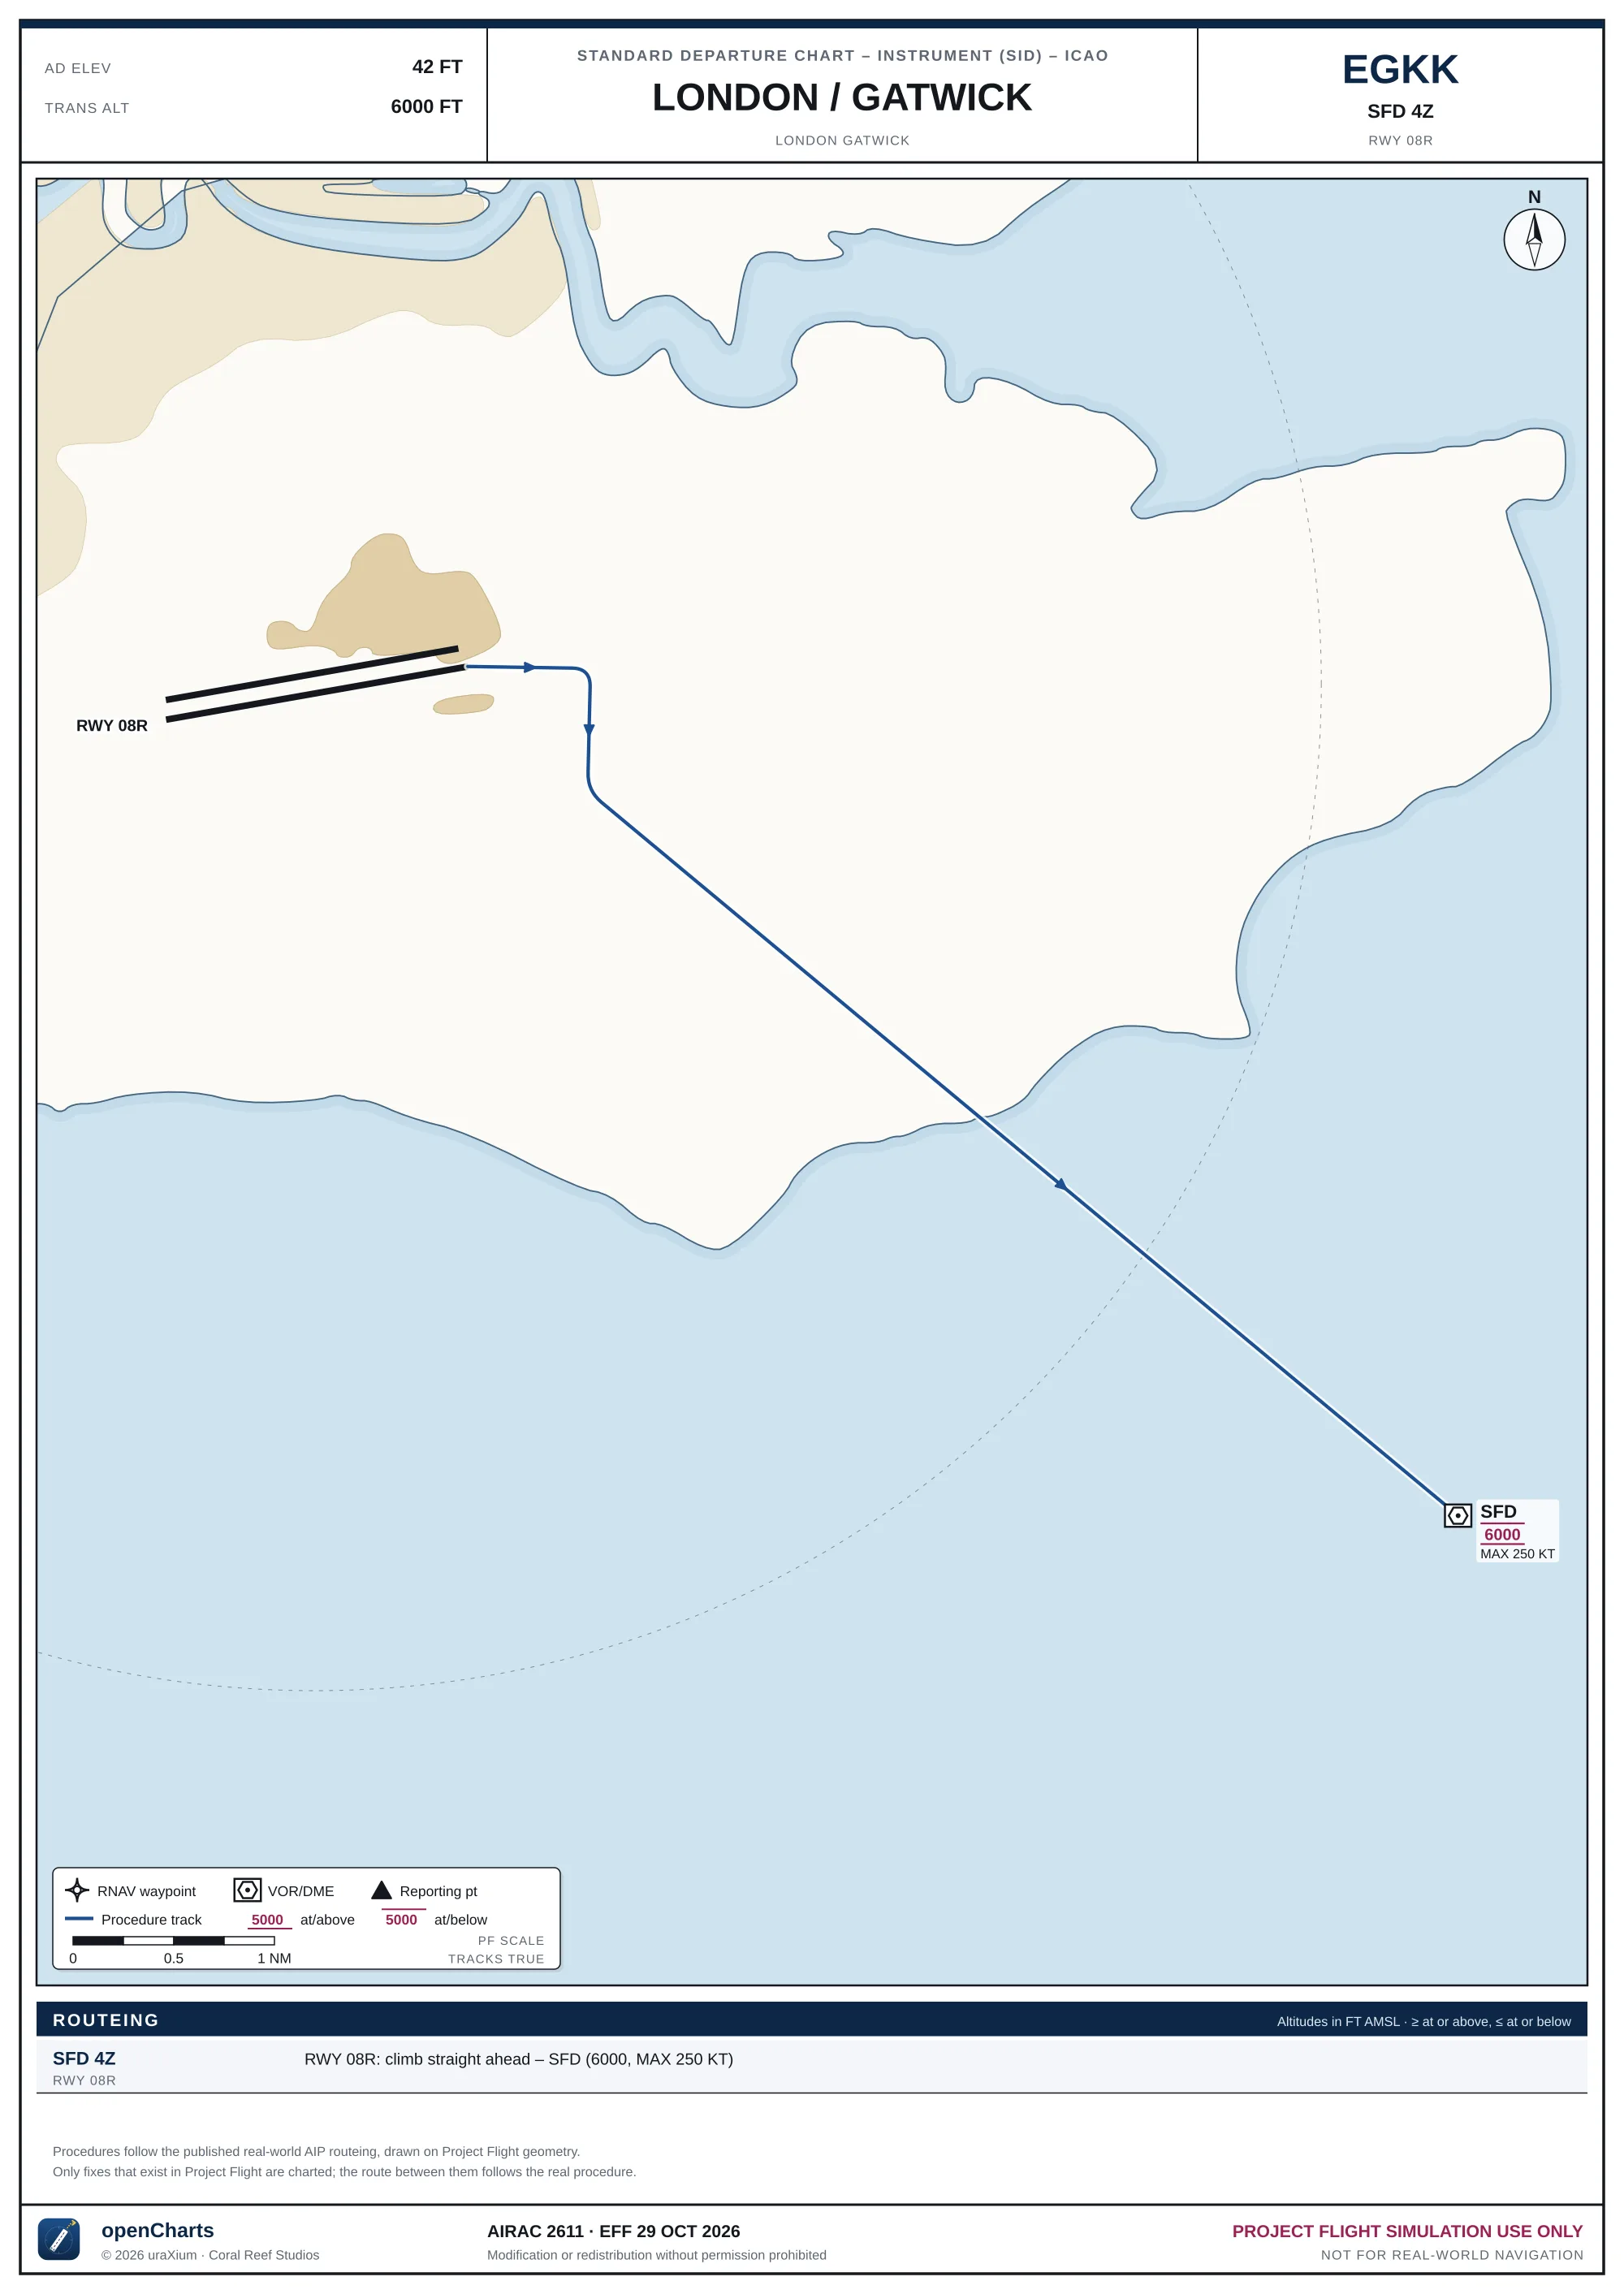 AD ELEV 42 FT
TRANS ALT 6000 FT
STANDARD DEPARTURE CHART – INSTRUMENT (SID) – ICAO
LONDON / GATWICK
LONDON GATWICK
EGKK
SFD 4Z
RWY 08R
N
RWY 08R
SFD
6000
MAX 250 KT
RNAV waypoint VOR/DME Reporting pt
Procedure track 5000 at/above 5000 at/below
PF SCALE
0 0.5 1 NM TRACKS TRUE
ROUTEING Altitudes in FT AMSL · ≥ at or above, ≤ at or below
SFD 4Z RWY 08R: climb straight ahead – SFD (6000, MAX 250 KT)
RWY 08R
Procedures follow the published real-world AIP routeing, drawn on Project Flight geometry.
Only fixes that exist in Project Flight are charted; the route between them follows the real procedure.
openCharts
© 2026 uraXium · Coral Reef Studios
AIRAC 2611 · EFF 29 OCT 2026
Modification or redistribution without permission prohibited
PROJECT FLIGHT SIMULATION USE ONLY
NOT FOR REAL-WORLD NAVIGATION